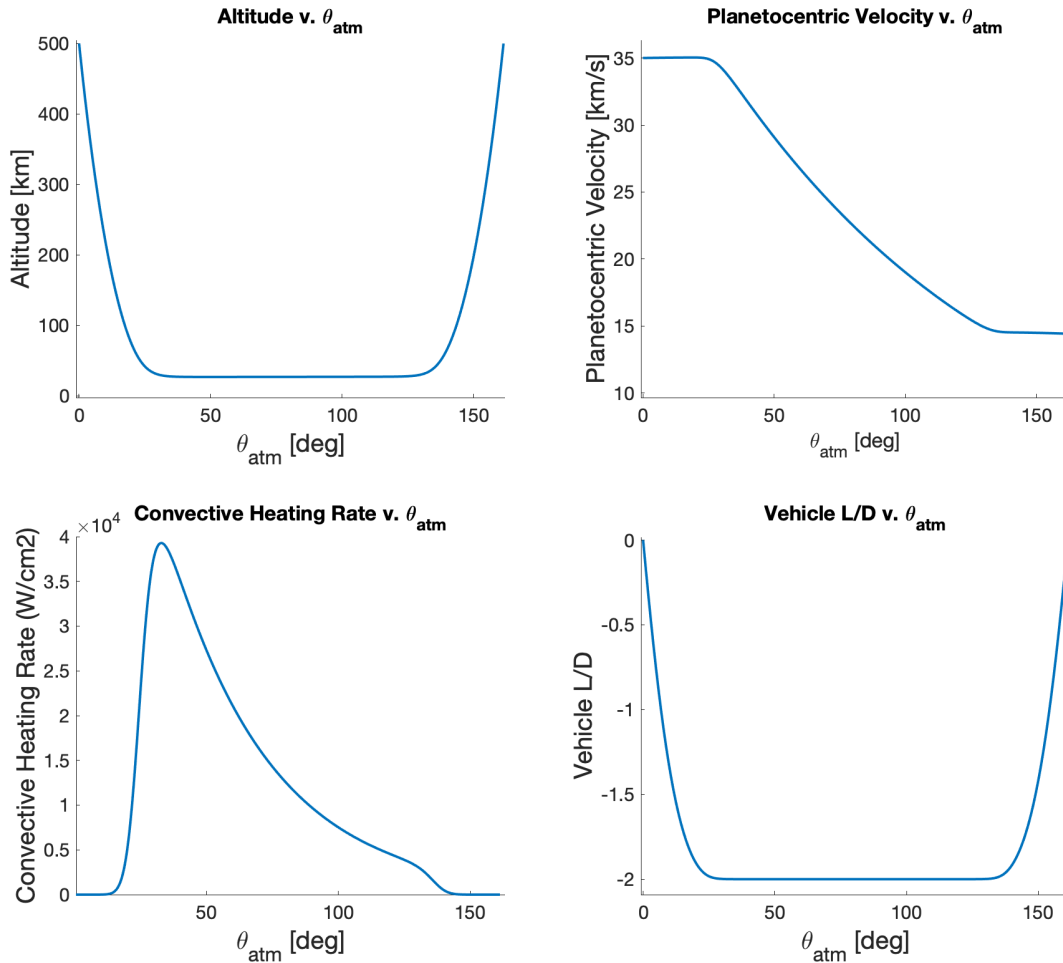 Altitude v. θatm
500
400
300
200
100
0
Altitude [km]
0 50 100 150
θatm [deg]
Planetocentric Velocity v. θatm
35
30
25
20
15
10
Planetocentric Velocity [km/s]
0 50 100 150
θatm [deg]
Convective Heating Rate v. θatm
×10⁴
4
3.5
3
2.5
2
1.5
1
0.5
0
Convective Heating Rate (W/cm2)
50 100 150
θatm [deg]
Vehicle L/D v. θatm
0
-0.5
-1
-1.5
-2
Vehicle L/D
0 50 100 150
θatm [deg]